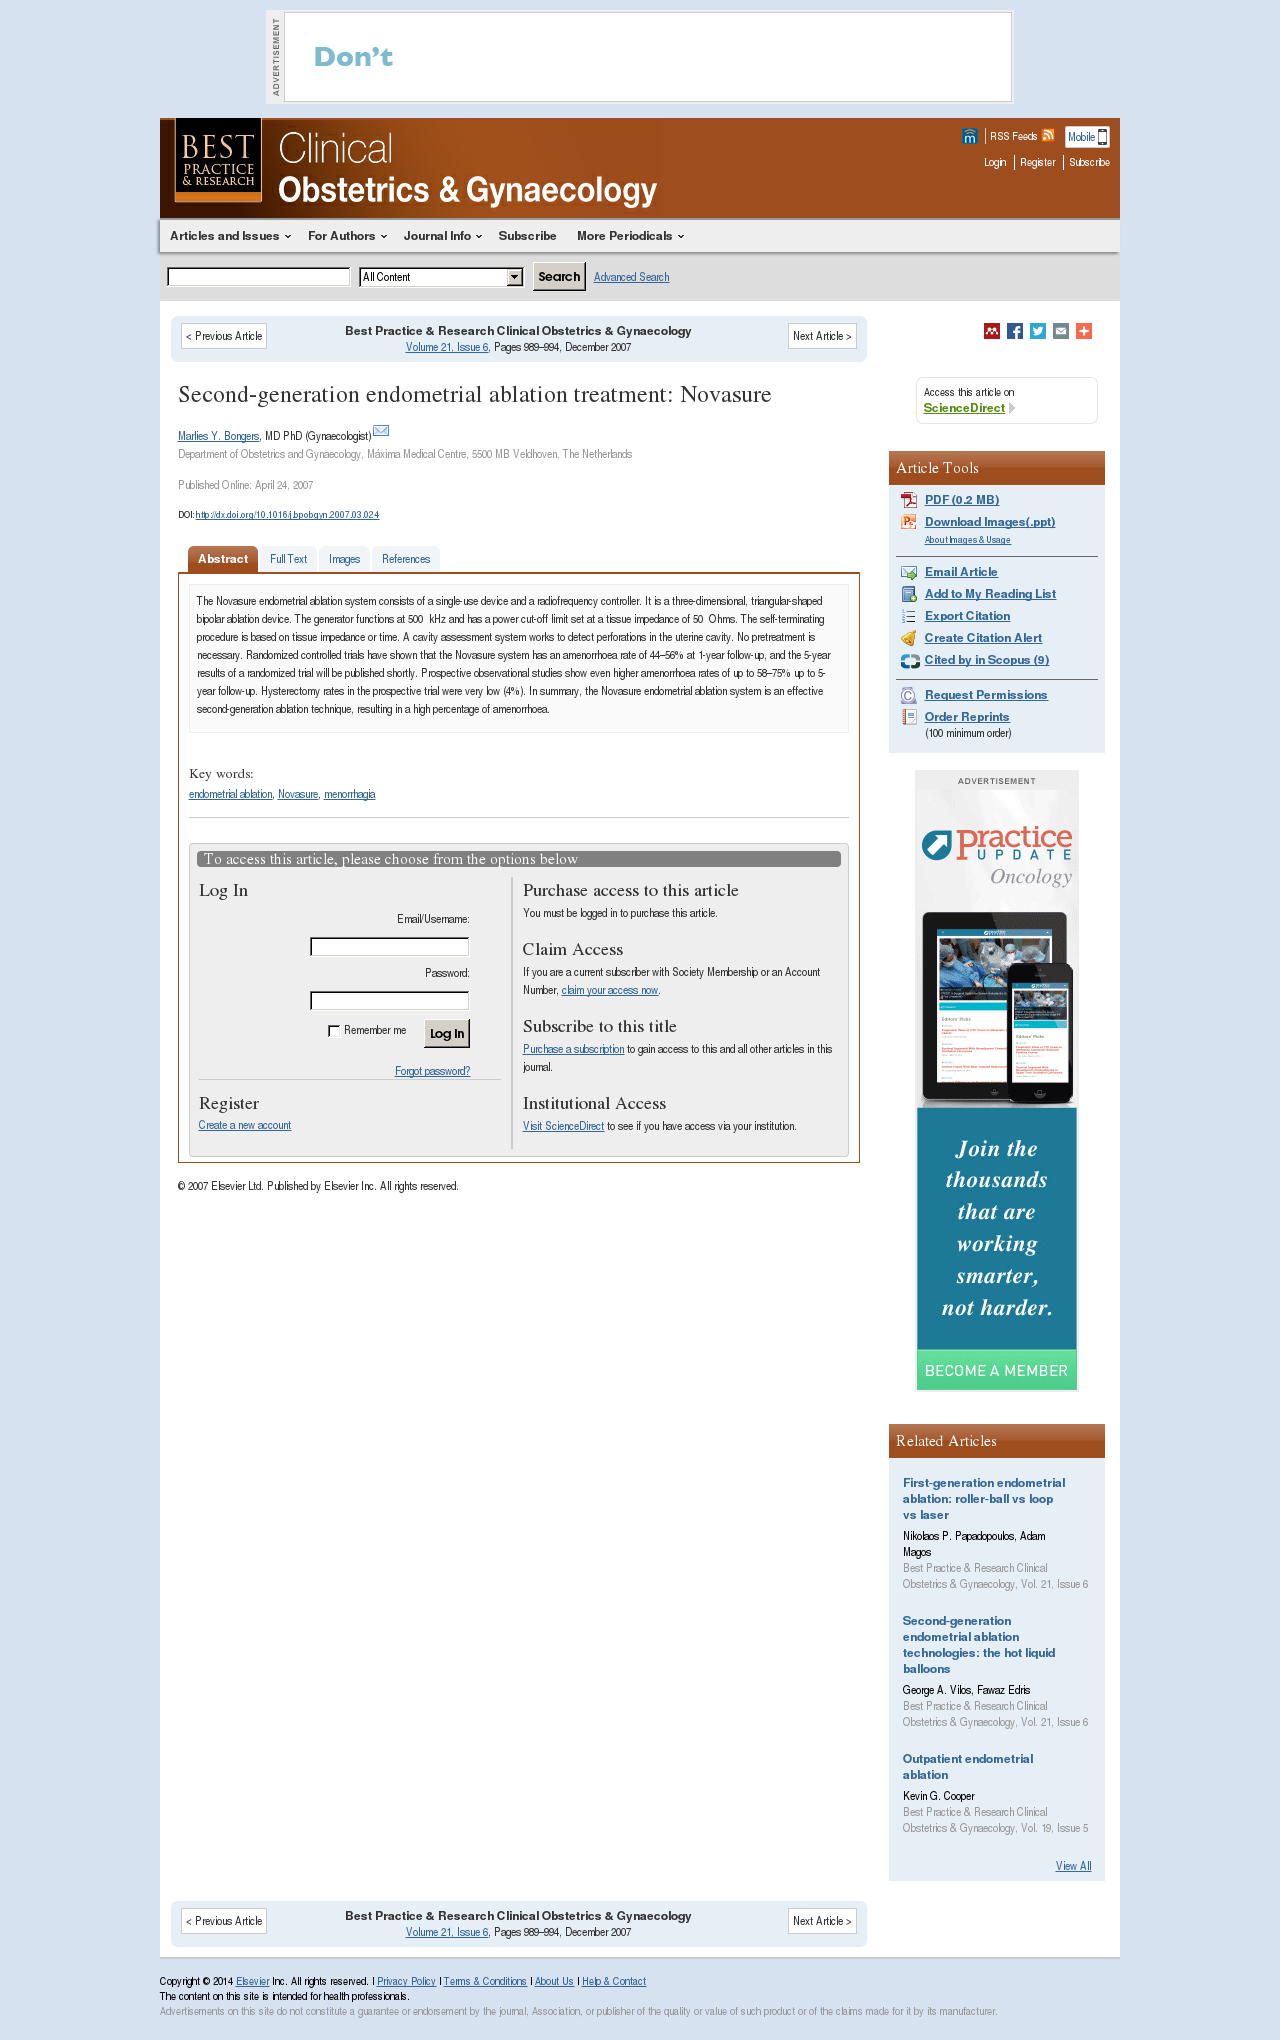 ADVERTISEMENT
Don't
BEST
PRACTICE
& RESEARCH
Clinical
Obstetrics & Gynaecology
RSS Feeds
Mobile
Login Register Subscribe
Articles and Issues For Authors Journal Info Subscribe More Periodicals
All Content Search Advanced Search
< Previous Article
Best Practice & Research Clinical Obstetrics & Gynaecology
Volume 21, Issue 6, Pages 989–994, December 2007
Next Article >
Second-generation endometrial ablation treatment: Novasure
Marlies Y. Bongers, MD PhD (Gynaecologist)
Department of Obstetrics and Gynaecology, Máxima Medical Centre, 5500 MB Veldhoven, The Netherlands
Published Online: April 24, 2007
DOI: http://dx.doi.org/10.1016/j.bpobgyn.2007.03.024
Abstract Full Text Images References
The Novasure endometrial ablation system consists of a single-use device and a radiofrequency controller. It is a three-dimensional, triangular-shaped
bipolar ablation device. The generator functions at 500 kHz and has a power cut-off limit set at a tissue impedance of 50 Ohms. The self-terminating
procedure is based on tissue impedance or time. A cavity assessment system works to detect perforations in the uterine cavity. No pretreatment is
necessary. Randomized controlled trials have shown that the Novasure system has an amenorrhoea rate of 44–56% at 1-year follow-up, and the 5-year
results of a randomized trial will be published shortly. Prospective observational studies show even higher amenorrhoea rates of up to 58–75% up to 5-
year follow-up. Hysterectomy rates in the prospective trial were very low (4%). In summary, the Novasure endometrial ablation system is an effective
second-generation ablation technique, resulting in a high percentage of amenorrhoea.
Key words:
endometrial ablation, Novasure, menorrhagia
To access this article, please choose from the options below
Log In
Email/Username:
Password:
Remember me Log In
Forgot password?
Register
Create a new account
Purchase access to this article
You must be logged in to purchase this article.
Claim Access
If you are a current subscriber with Society Membership or an Account
Number, claim your access now.
Subscribe to this title
Purchase a subscription to gain access to this and all other articles in this
journal.
Institutional Access
Visit ScienceDirect to see if you have access via your institution.
© 2007 Elsevier Ltd. Published by Elsevier Inc. All rights reserved.
Access this article on
ScienceDirect
Article Tools
PDF (0.2 MB)
Download Images(.ppt)
About Images & Usage
Email Article
Add to My Reading List
Export Citation
Create Citation Alert
Cited by in Scopus (9)
Request Permissions
Order Reprints
(100 minimum order)
ADVERTISEMENT
practice
UPDATE
Oncology
Join the
thousands
that are
working
smarter,
not harder.
BECOME A MEMBER
Related Articles
First-generation endometrial
ablation: roller-ball vs loop
vs laser
Nikolaos P. Papadopoulos, Adam
Magos
Best Practice & Research Clinical
Obstetrics & Gynaecology, Vol. 21, Issue 6
Second-generation
endometrial ablation
technologies: the hot liquid
balloons
George A. Vilos, Fawaz Edris
Best Practice & Research Clinical
Obstetrics & Gynaecology, Vol. 21, Issue 6
Outpatient endometrial
ablation
Kevin G. Cooper
Best Practice & Research Clinical
Obstetrics & Gynaecology, Vol. 19, Issue 5
View All
< Previous Article
Best Practice & Research Clinical Obstetrics & Gynaecology
Volume 21, Issue 6, Pages 989–994, December 2007
Next Article >
Copyright © 2014 Elsevier Inc. All rights reserved. | Privacy Policy | Terms & Conditions | About Us | Help & Contact
The content on this site is intended for health professionals.
Advertisements on this site do not constitute a guarantee or endorsement by the journal, Association, or publisher of the quality or value of such product or of the claims made for it by its manufacturer.